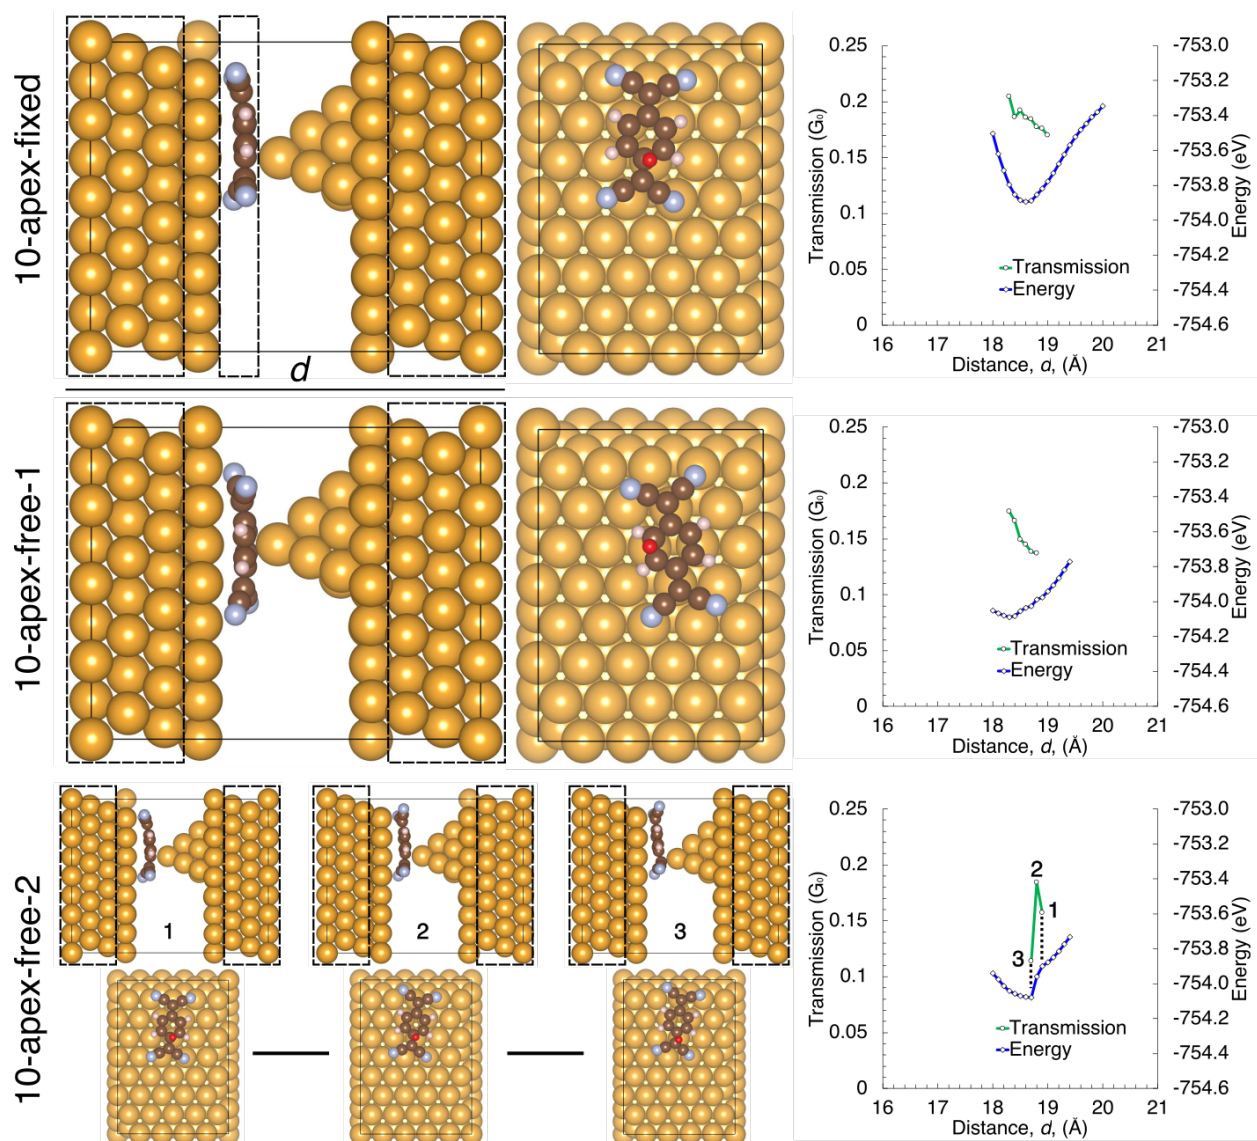 10-apex-fixed
d
0.25
0.2
0.15
0.1
0.05
0
Transmission (G₀)
-753.0
-753.2
-753.4
-753.6
-753.8
-754.0
-754.2
-754.4
-754.6
Energy (eV)
Transmission
Energy
16 17 18 19 20 21
Distance, d, (Å)
10-apex-free-1
0.25
0.2
0.15
0.1
0.05
0
Transmission (G₀)
-753.0
-753.2
-753.4
-753.6
-753.8
-754.0
-754.2
-754.4
-754.6
Energy (eV)
Transmission
Energy
16 17 18 19 20 21
Distance, d, (Å)
10-apex-free-2
1
2
3
0.25
0.2
0.15
0.1
0.05
0
Transmission (G₀)
-753.0
-753.2
-753.4
-753.6
-753.8
-754.0
-754.2
-754.4
-754.6
Energy (eV)
2
1
3
Transmission
Energy
16 17 18 19 20 21
Distance, d, (Å)